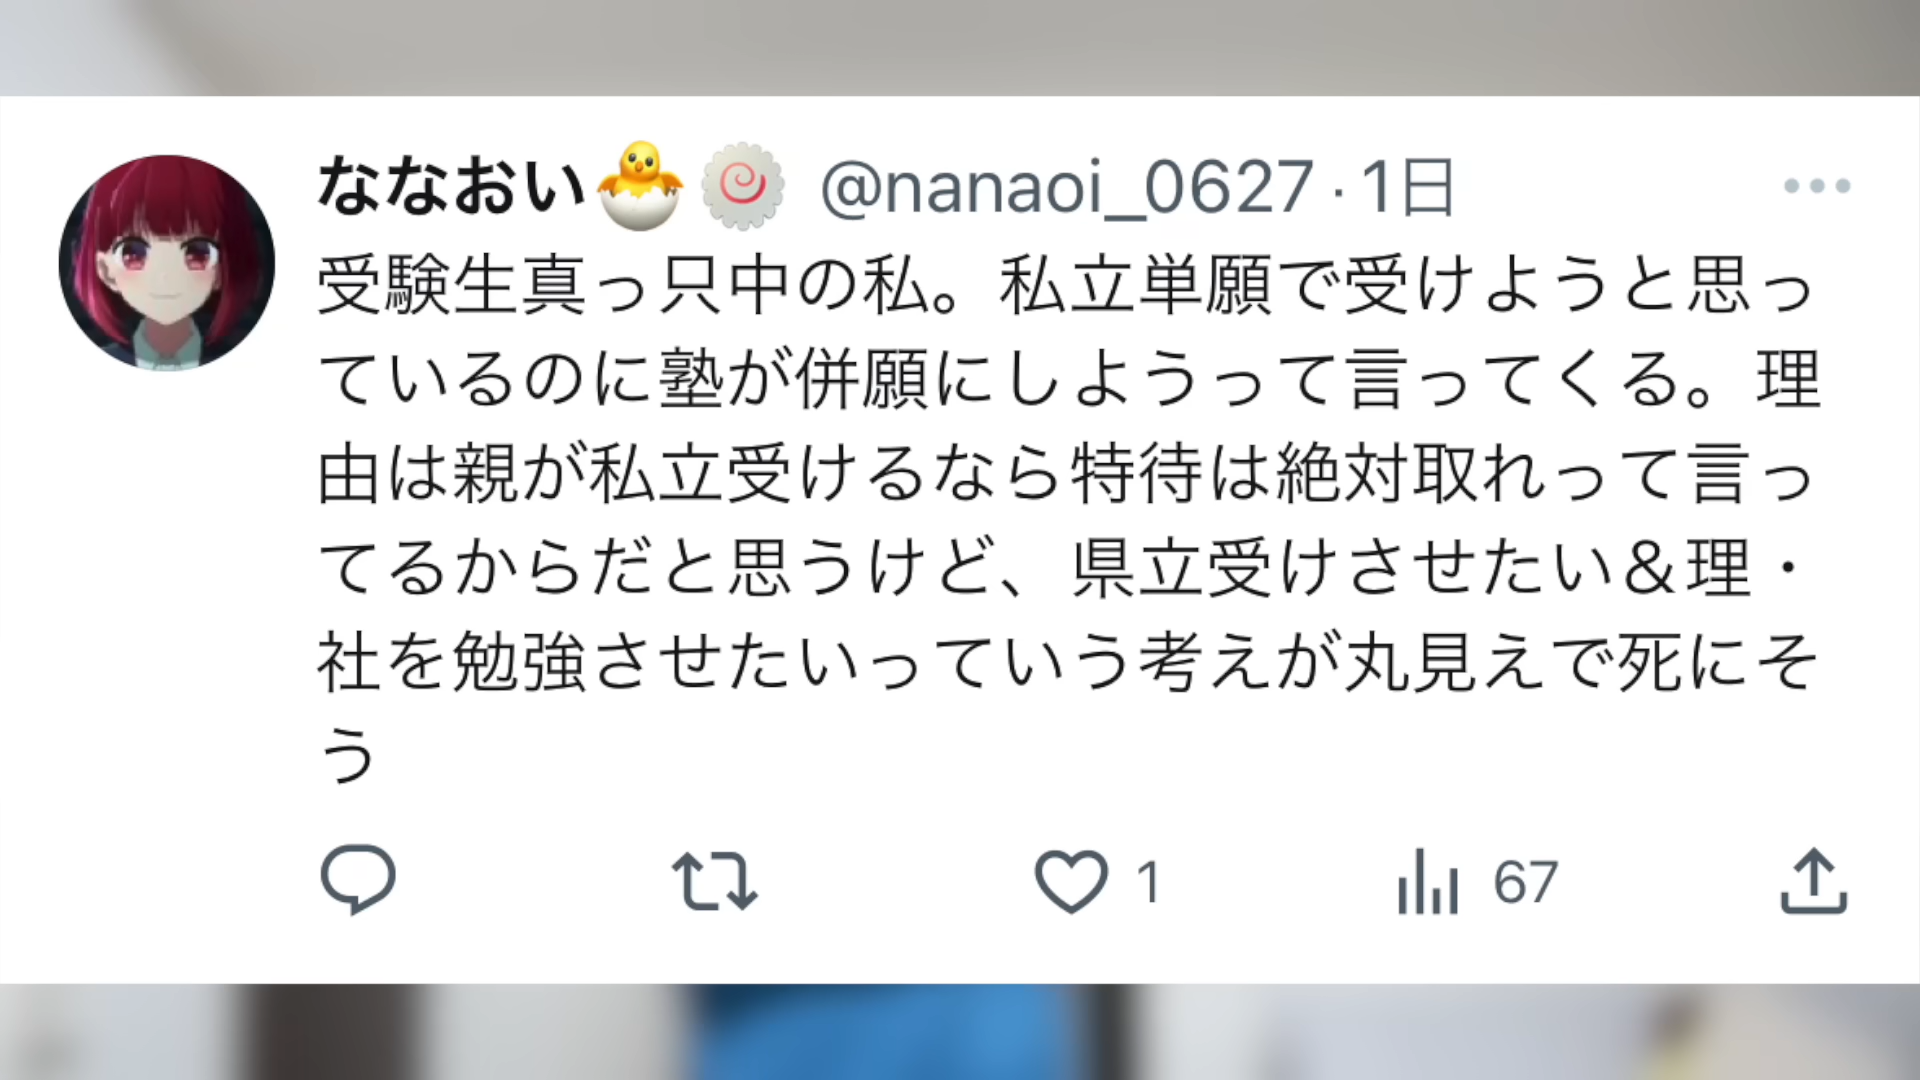 ななおい🐣🍥 @nanaoi_0627・1日
受験生真っ只中の私。私立単願で受けようと思っ
ているのに塾が併願にしようって言ってくる。理
由は親が私立受けるなら特待は絶対取れって言っ
てるからだと思うけど、県立受けさせたい＆理・
社を勉強させたいっていう考えが丸見えで死にそ
う
1 67